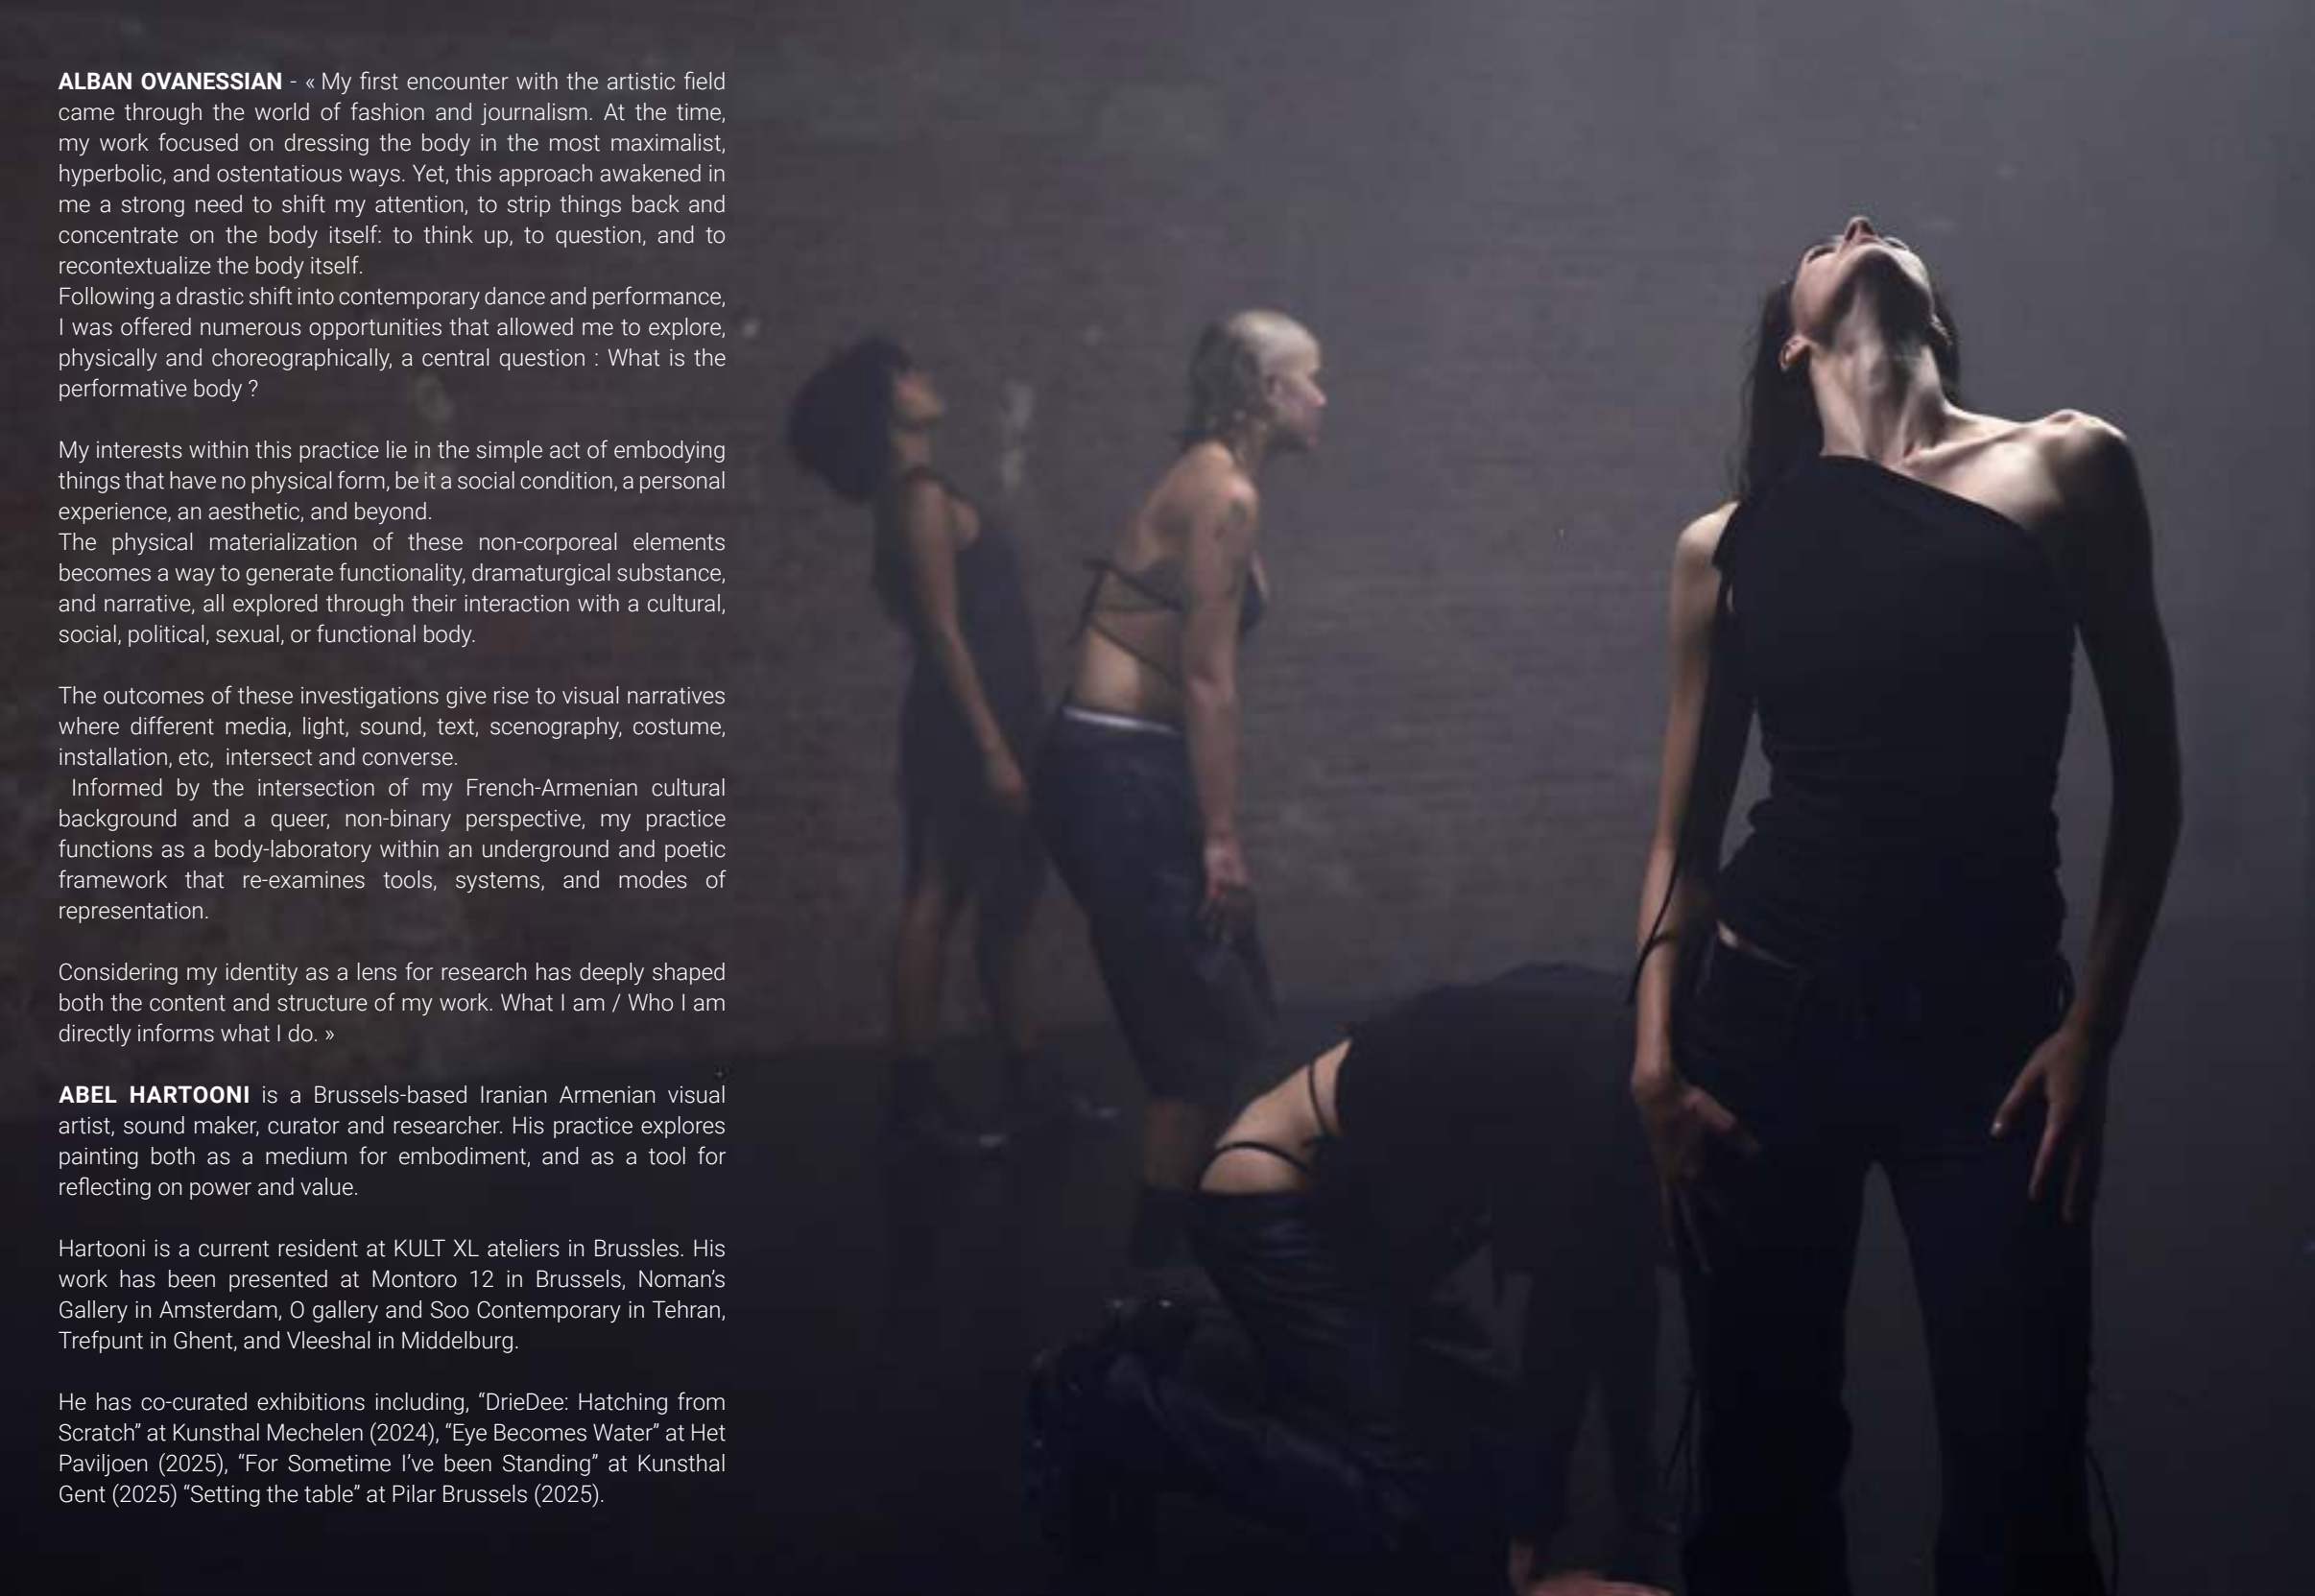 ALBAN OVANESSIAN - « My first encounter with the artistic field
came through the world of fashion and journalism. At the time,
my work focused on dressing the body in the most maximalist,
hyperbolic, and ostentatious ways. Yet, this approach awakened in
me a strong need to shift my attention, to strip things back and
concentrate on the body itself: to think up, to question, and to
recontextualize the body itself.
Following a drastic shift into contemporary dance and performance,
I was offered numerous opportunities that allowed me to explore,
physically and choreographically, a central question : What is the
performative body ?
My interests within this practice lie in the simple act of embodying
things that have no physical form, be it a social condition, a personal
experience, an aesthetic, and beyond.
The physical materialization of these non-corporeal elements
becomes a way to generate functionality, dramaturgical substance,
and narrative, all explored through their interaction with a cultural,
social, political, sexual, or functional body.
The outcomes of these investigations give rise to visual narratives
where different media, light, sound, text, scenography, costume,
installation, etc, intersect and converse.
Informed by the intersection of my French-Armenian cultural
background and a queer, non-binary perspective, my practice
functions as a body-laboratory within an underground and poetic
framework that re-examines tools, systems, and modes of
representation.
Considering my identity as a lens for research has deeply shaped
both the content and structure of my work. What I am / Who I am
directly informs what I do. »
ABEL HARTOONI is a Brussels-based Iranian Armenian visual
artist, sound maker, curator and researcher. His practice explores
painting both as a medium for embodiment, and as a tool for
reflecting on power and value.
Hartooni is a current resident at KULT XL ateliers in Brussles. His
work has been presented at Montoro 12 in Brussels, Noman’s
Gallery in Amsterdam, O gallery and Soo Contemporary in Tehran,
Trefpunt in Ghent, and Vleeshal in Middelburg.
He has co-curated exhibitions including, “DrieDee: Hatching from
Scratch” at Kunsthal Mechelen (2024), “Eye Becomes Water” at Het
Paviljoen (2025), “For Sometime I’ve been Standing” at Kunsthal
Gent (2025) “Setting the table” at Pilar Brussels (2025).